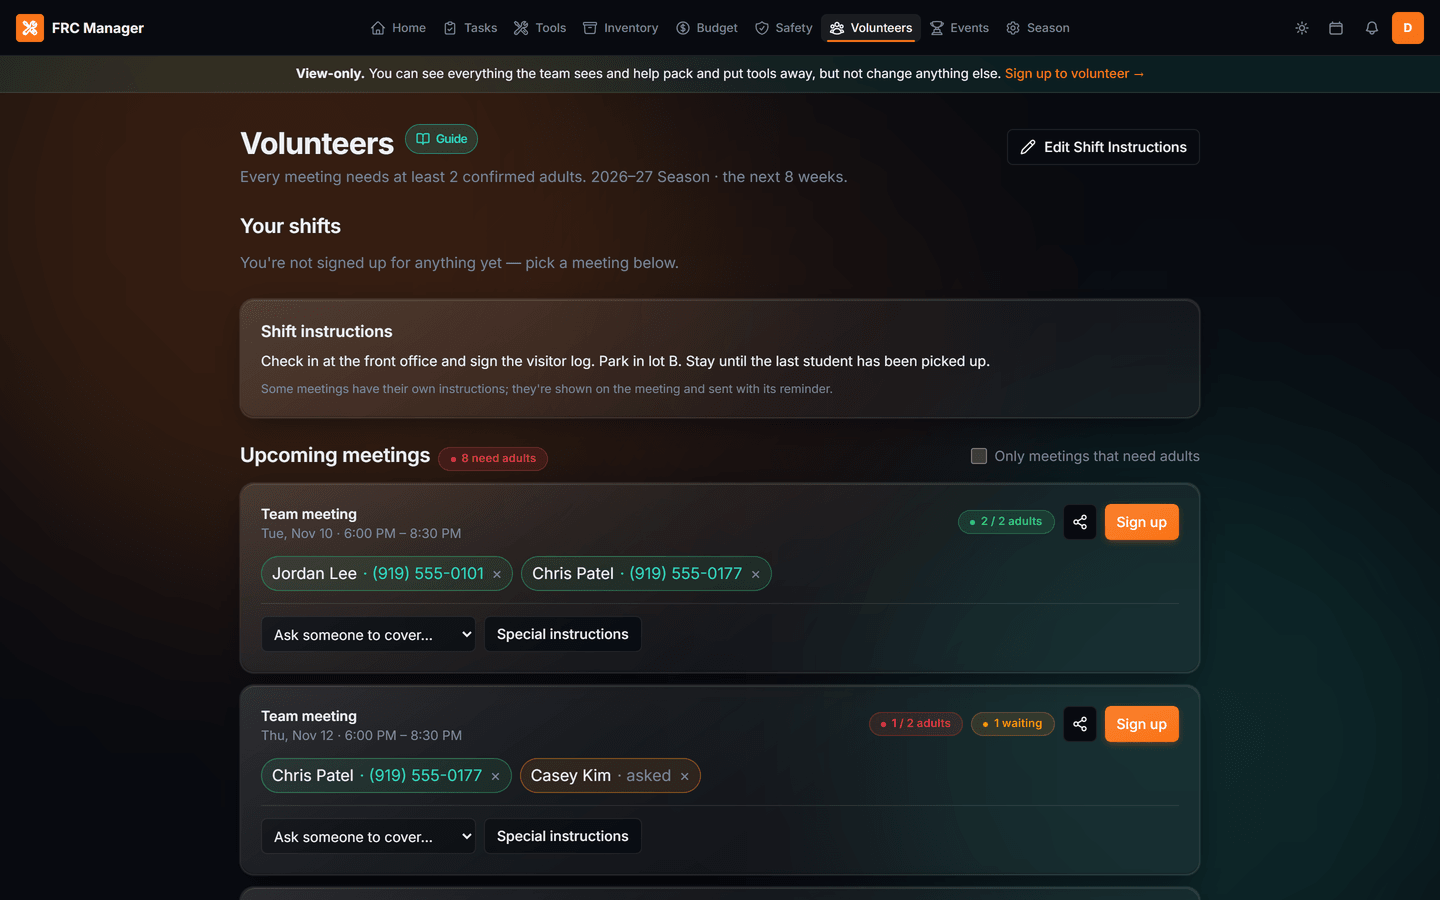 FRC Manager
Home
Tasks
Tools
Inventory
Budget
Safety
Volunteers
Events
Season
D
View-only. You can see everything the team sees and help pack and put tools away, but not change anything else. Sign up to volunteer →
Volunteers
Guide
Edit Shift Instructions
Every meeting needs at least 2 confirmed adults. 2026–27 Season · the next 8 weeks.
Your shifts
You're not signed up for anything yet — pick a meeting below.
Shift instructions
Check in at the front office and sign the visitor log. Park in lot B. Stay until the last student has been picked up.
Some meetings have their own instructions; they're shown on the meeting and sent with its reminder.
Upcoming meetings
8 need adults
Only meetings that need adults
Team meeting
Tue, Nov 10 · 6:00 PM – 8:30 PM
2 / 2 adults
Sign up
Jordan Lee · (919) 555-0101 ×
Chris Patel · (919) 555-0177 ×
Ask someone to cover...
Special instructions
Team meeting
Thu, Nov 12 · 6:00 PM – 8:30 PM
1 / 2 adults
1 waiting
Sign up
Chris Patel · (919) 555-0177 ×
Casey Kim · asked ×
Ask someone to cover...
Special instructions